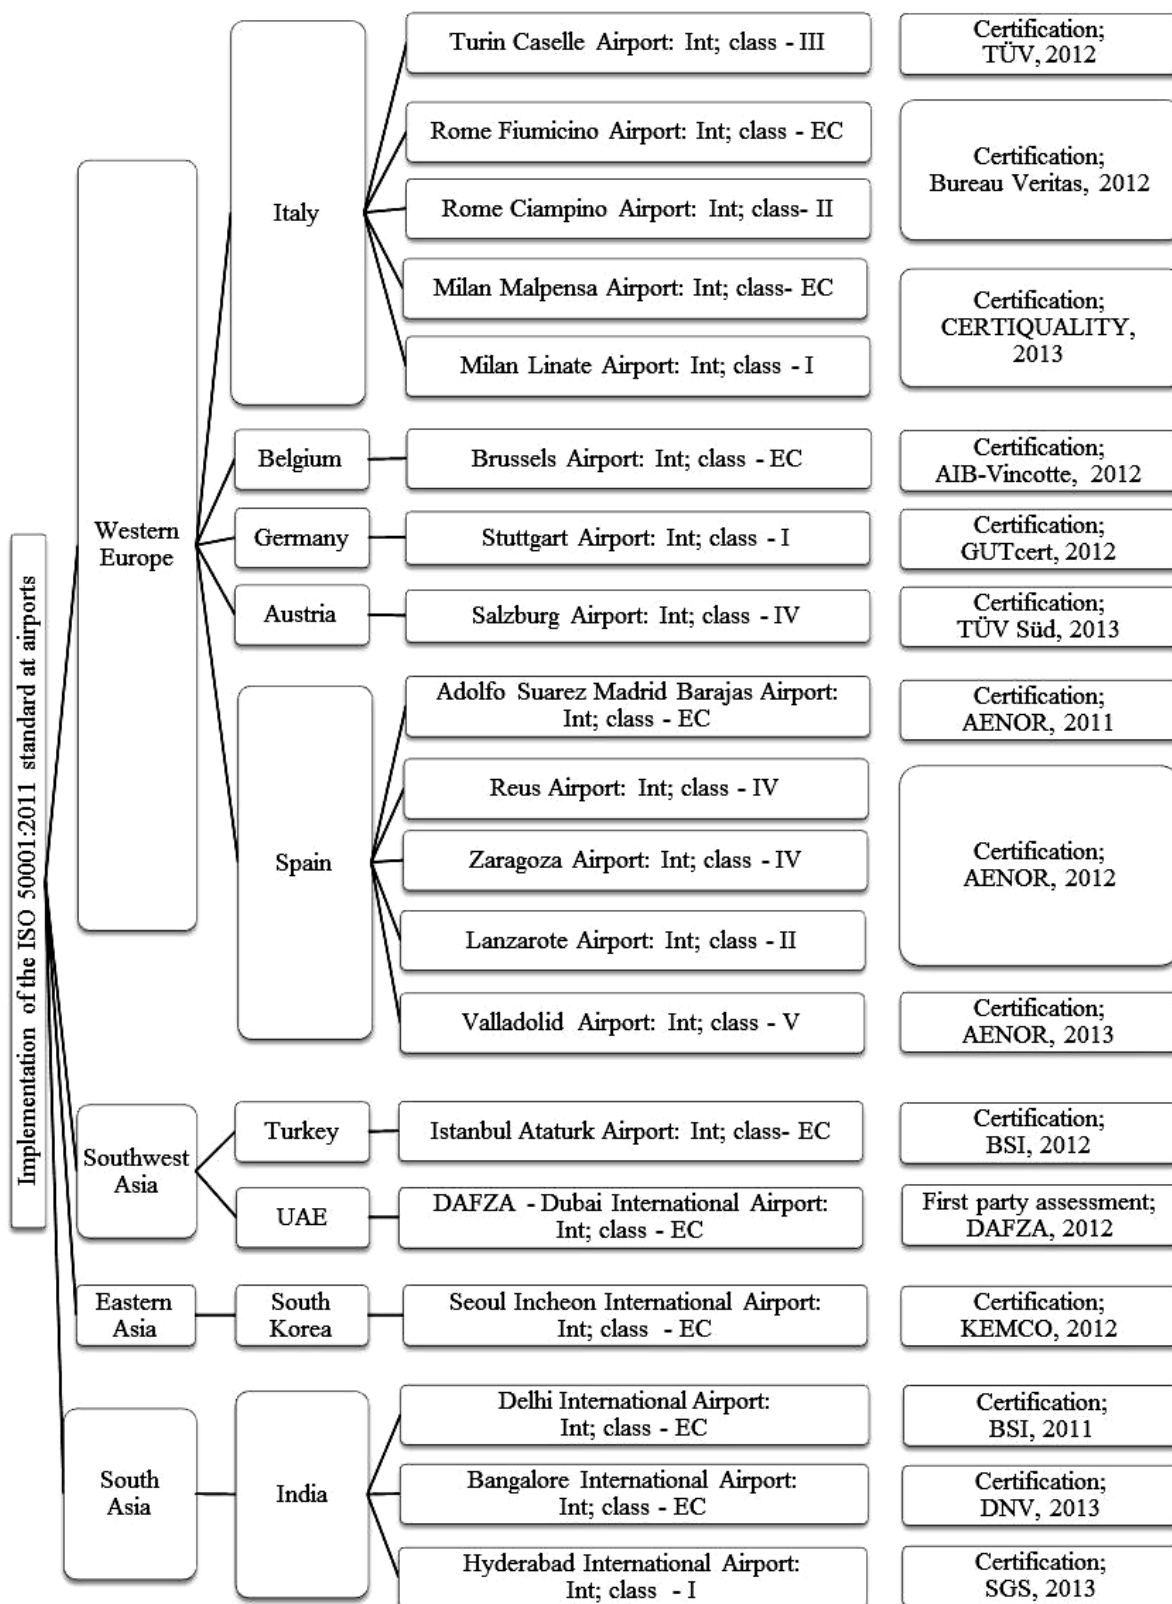 Implementation of the ISO 50001:2011 standard at airports
Western
Europe
Italy
Turin Caselle Airport: Int; class - III
Certification;
TÜV, 2012
Rome Fiumicino Airport: Int; class - EC
Rome Ciampino Airport: Int; class- II
Certification;
Bureau Veritas, 2012
Milan Malpensa Airport: Int; class- EC
Milan Linate Airport: Int; class - I
Certification;
CERTIQUALITY,
2013
Belgium
Brussels Airport: Int; class - EC
Certification;
AIB-Vincotte, 2012
Germany
Stuttgart Airport: Int; class - I
Certification;
GUTcert, 2012
Austria
Salzburg Airport: Int; class - IV
Certification;
TÜV Süd, 2013
Spain
Adolfo Suarez Madrid Barajas Airport:
Int; class - EC
Certification;
AENOR, 2011
Reus Airport: Int; class - IV
Zaragoza Airport: Int; class - IV
Lanzarote Airport: Int; class - II
Certification;
AENOR, 2012
Valladolid Airport: Int; class - V
Certification;
AENOR, 2013
Southwest
Asia
Turkey
Istanbul Ataturk Airport: Int; class- EC
Certification;
BSI, 2012
UAE
DAFZA - Dubai International Airport:
Int; class - EC
First party assessment;
DAFZA, 2012
Eastern
Asia
South
Korea
Seoul Incheon International Airport:
Int; class - EC
Certification;
KEMCO, 2012
South
Asia
India
Delhi International Airport:
Int; class - EC
Certification;
BSI, 2011
Bangalore International Airport:
Int; class - EC
Certification;
DNV, 2013
Hyderabad International Airport:
Int; class - I
Certification;
SGS, 2013